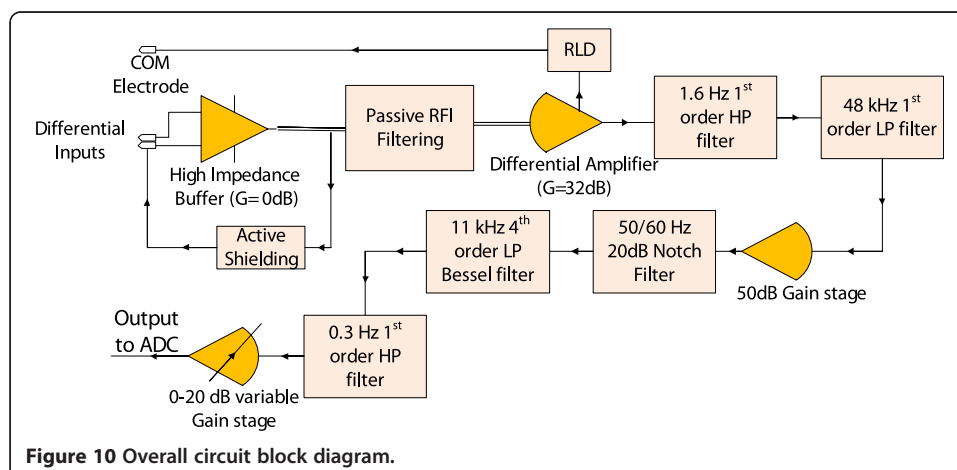 COM
Electrode
RLD
Differential
Inputs
High Impedance
Buffer (G= 0dB)
Active
Shielding
Passive RFI
Filtering
Differential Amplifier
(G=32dB)
1.6 Hz 1st
order HP
filter
48 kHz 1st
order LP filter
50dB Gain stage
50/60 Hz
20dB Notch
Filter
11 kHz 4th
order LP
Bessel filter
0.3 Hz 1st
order HP
filter
0-20 dB variable
Gain stage
Output
to ADC
Figure 10 Overall circuit block diagram.